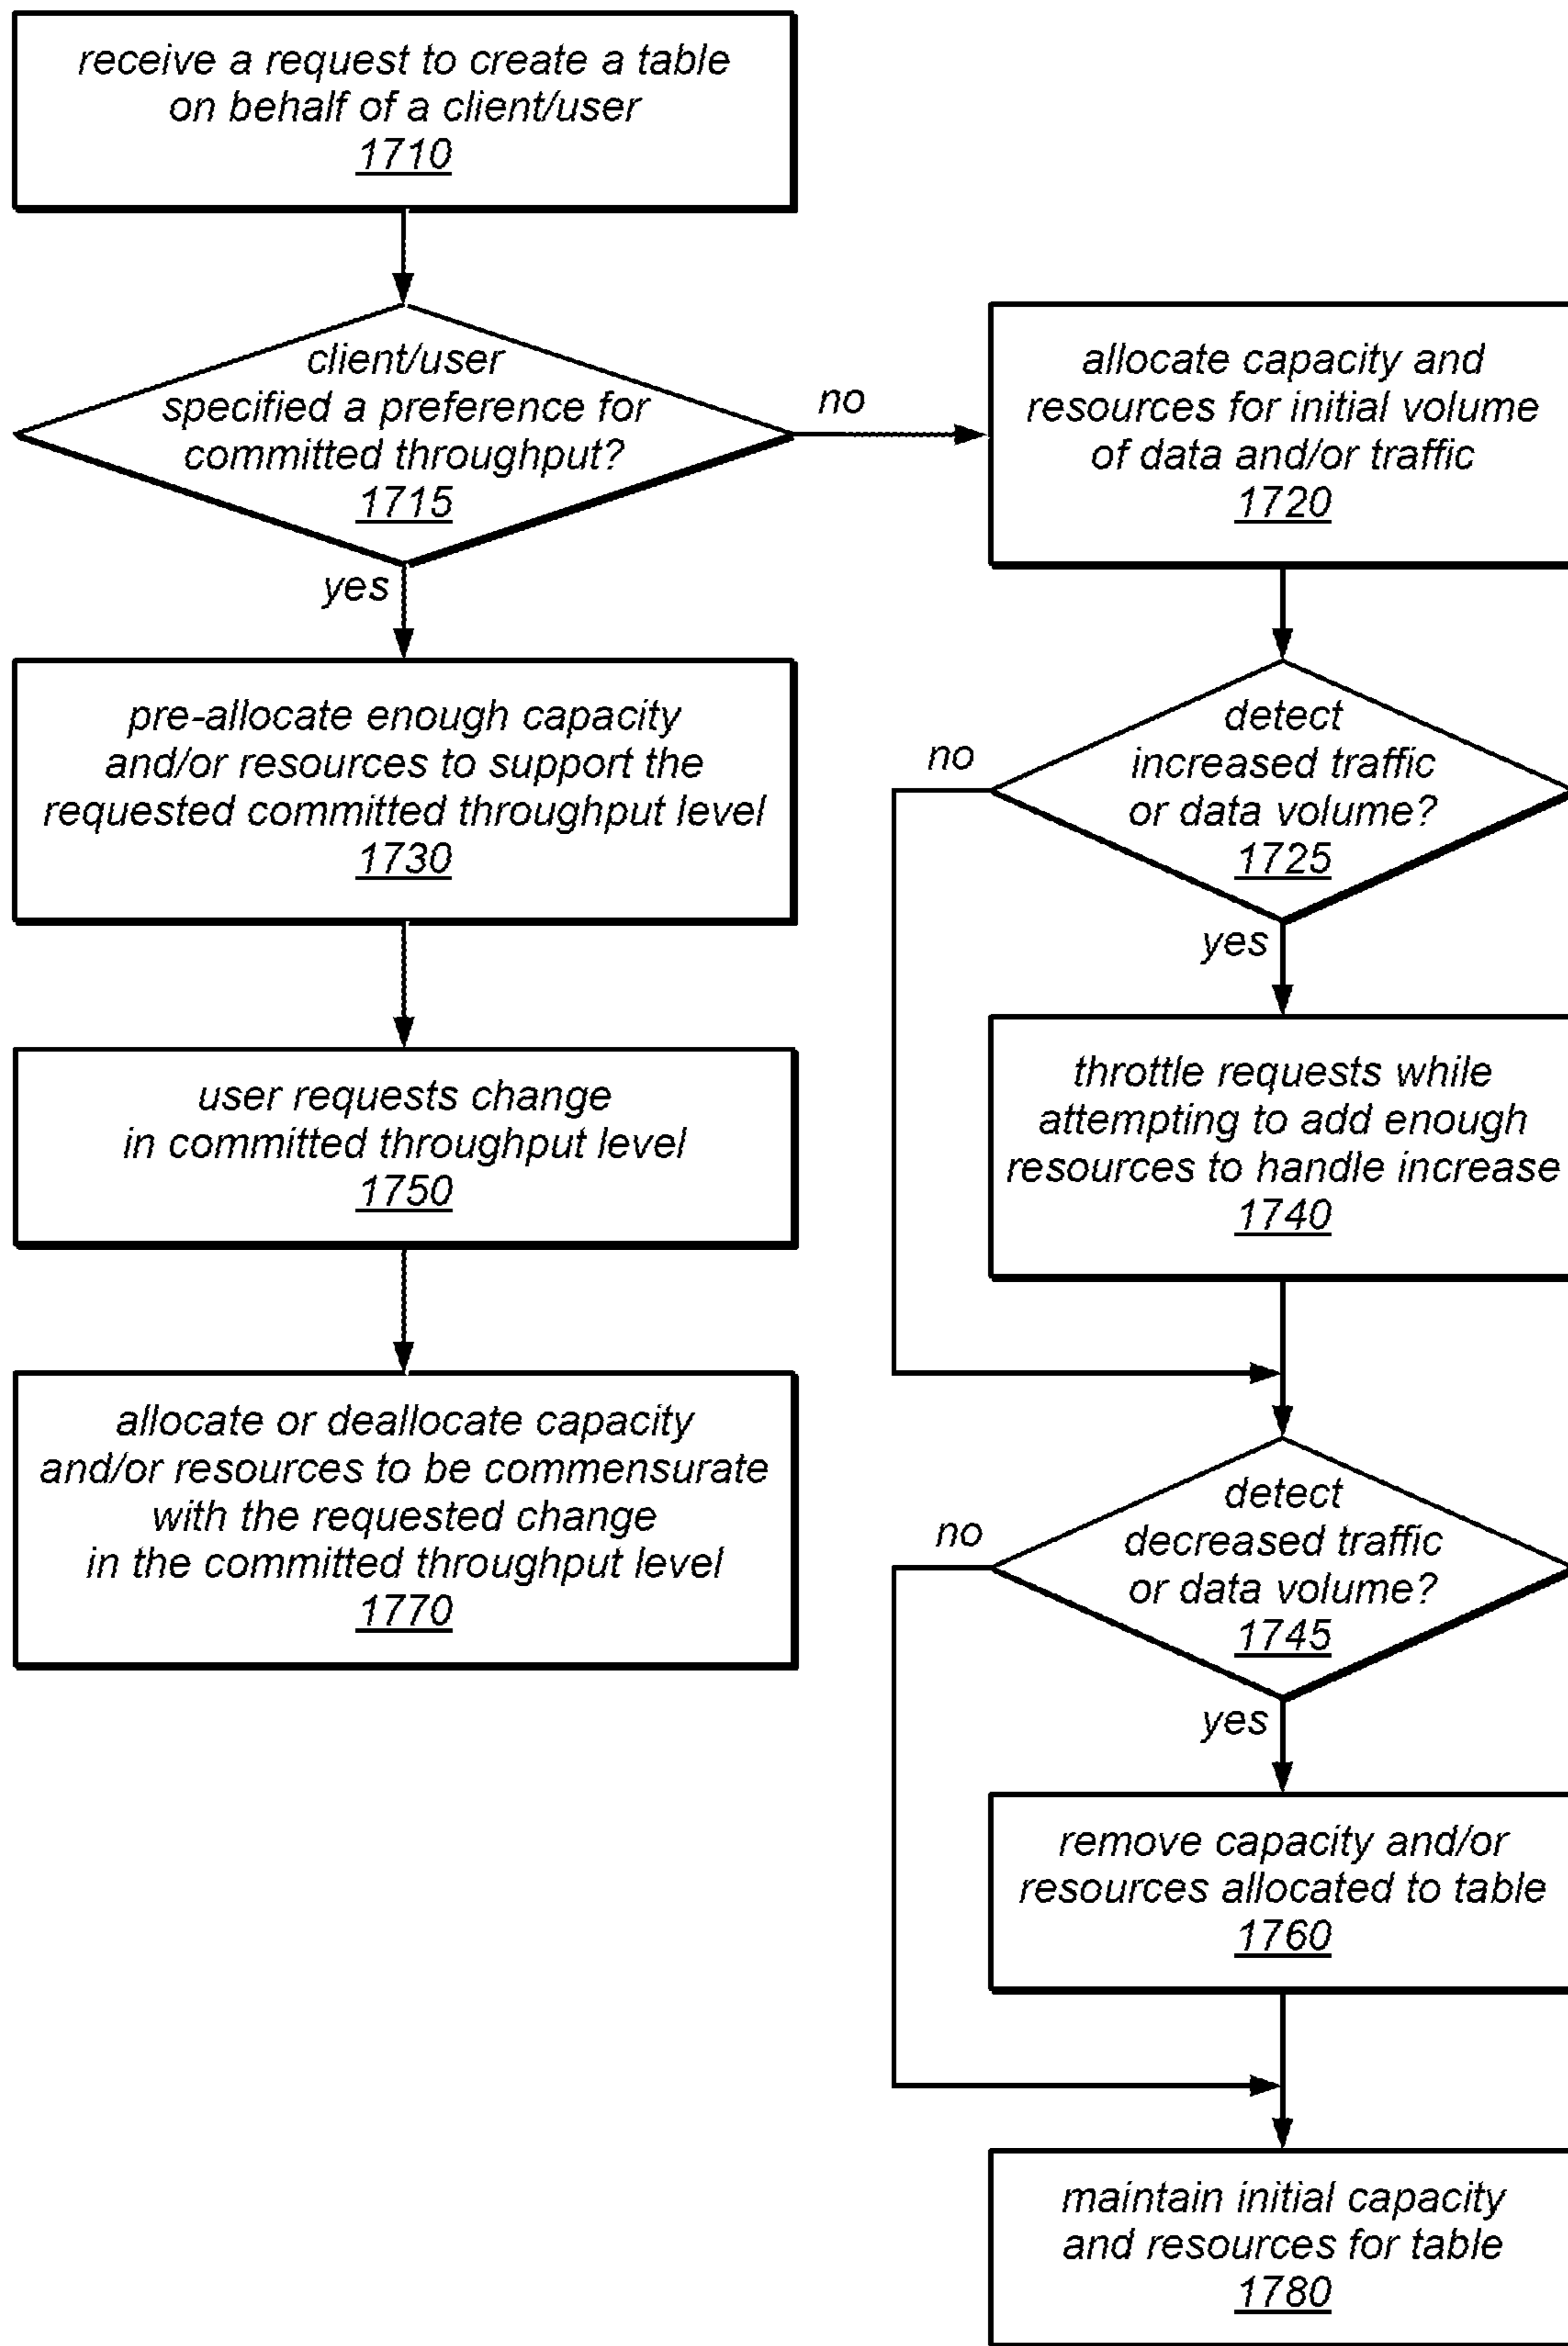 receive a request to create a table
on behalf of a client/user
1710
client/user
specified a preference for
committed throughput?
1715
no
yes
allocate capacity and
resources for initial volume
of data and/or traffic
1720
pre-allocate enough capacity
and/or resources to support the
requested committed throughput level
1730
user requests change
in committed throughput level
1750
allocate or deallocate capacity
and/or resources to be commensurate
with the requested change
in the committed throughput level
1770
detect
increased traffic
or data volume?
1725
no
yes
throttle requests while
attempting to add enough
resources to handle increase
1740
detect
decreased traffic
or data volume?
1745
no
yes
remove capacity and/or
resources allocated to table
1760
maintain initial capacity
and resources for table
1780